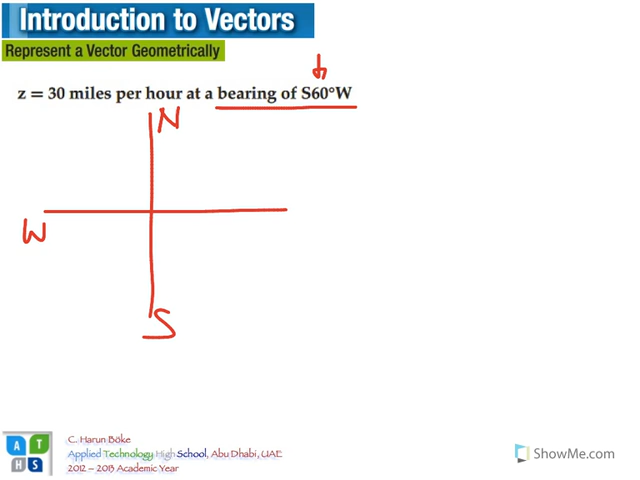 Introduction to Vectors
Represent a Vector Geometrically
z = 30 miles per hour at a bearing of S60°W
N
W
S
A T
H S
C. Harun Böke
Applied Technology High School, Abu Dhabi, UAE
2012 – 2013 Academic Year
ShowMe.com